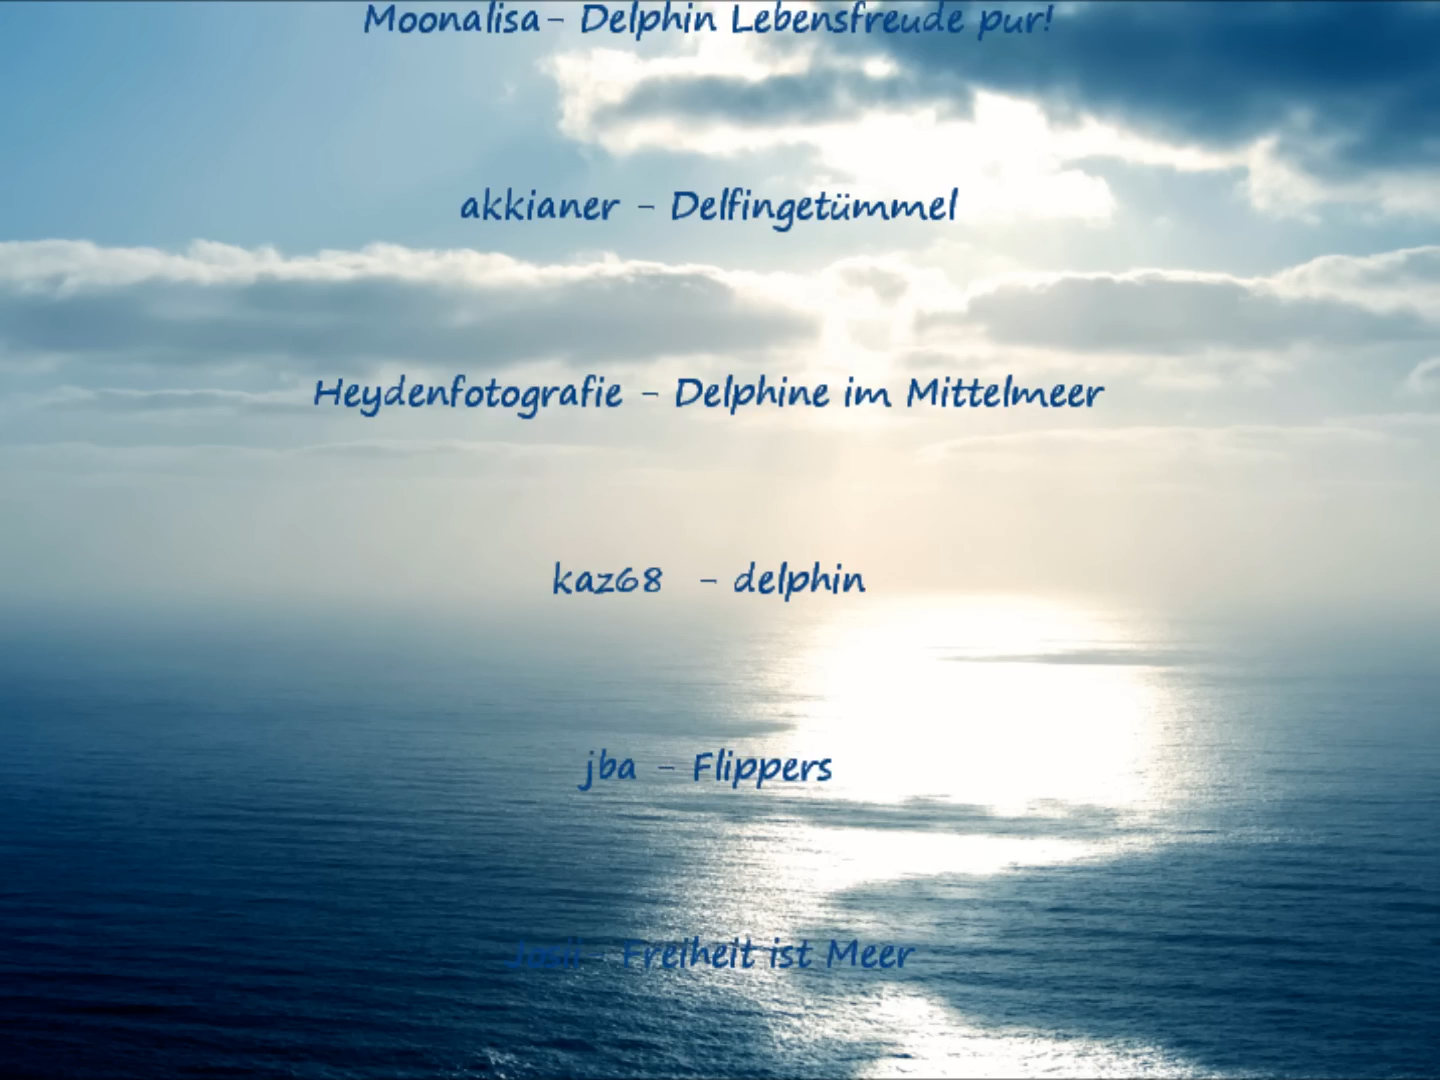 Moonalisa- Delphin Lebensfreude pur!
akkianer - Delfingetümmel
Heydenfotografie - Delphine im Mittelmeer
kaz68 - delphin
jba - Flippers
Josii - Freiheit ist Meer